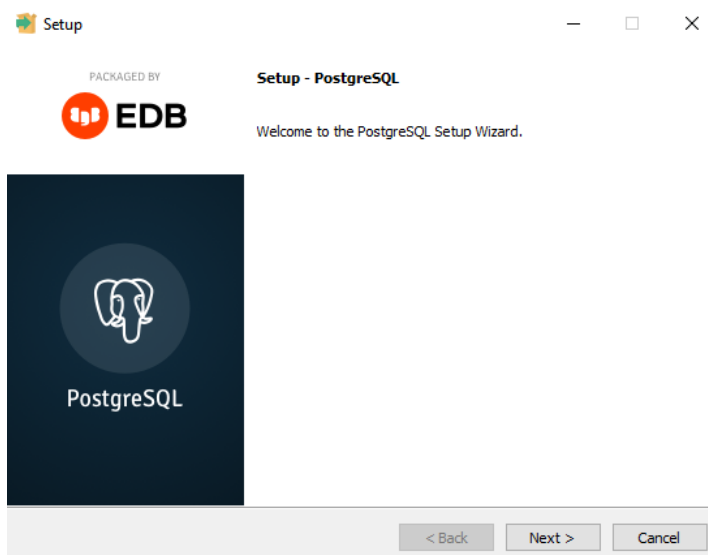 Setup
PACKAGED BY
EDB
Setup - PostgreSQL
Welcome to the PostgreSQL Setup Wizard.
PostgreSQL
< Back
Next >
Cancel